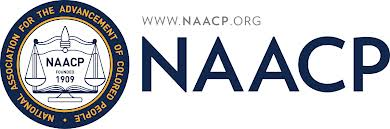 NATIONAL ASSOCIATION FOR THE ADVANCEMENT OF COLORED PEOPLE
NAACP
FOUNDED
1909
WWW.NAACP.ORG
NAACP